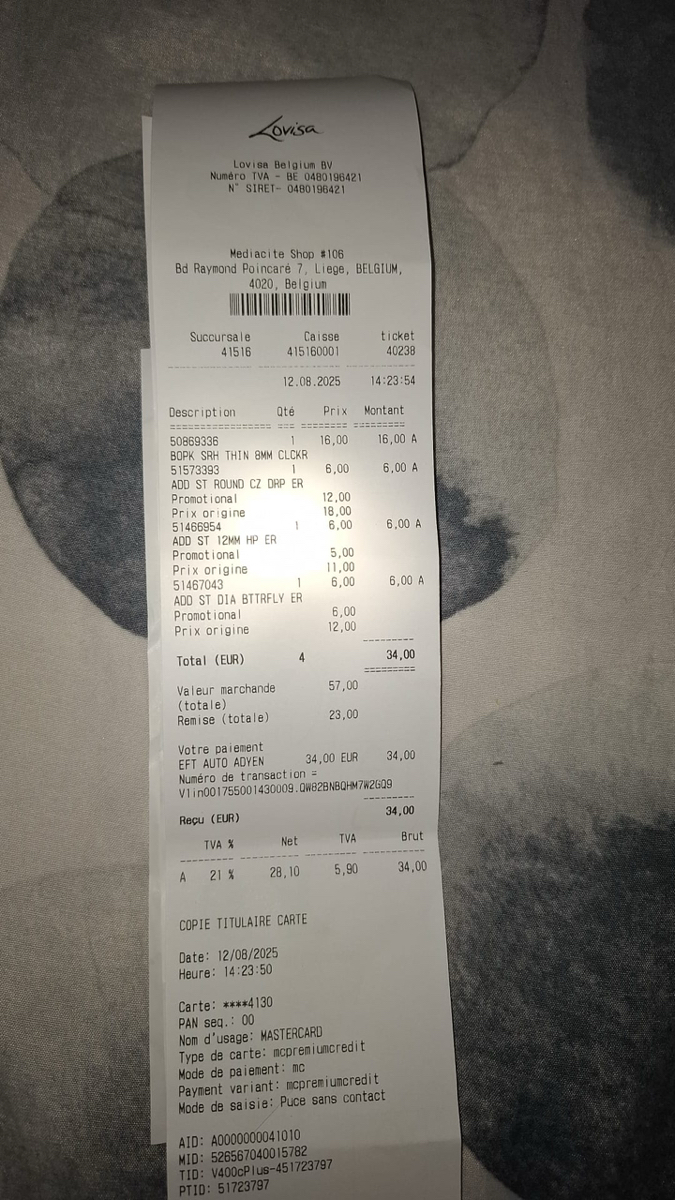 Lovisa
Lovisa Belgium BV
Numéro TVA - BE 0480196421
N° SIRET- 0480196421
Mediacite Shop #106
Bd Raymond Poincaré 7, Liege, BELGIUM,
4020, Belgium
Succursale Caisse ticket
41516 415160001 40238
12.08.2025 14:23:54
Description Qté Prix Montant
50869336 1 16,00 16,00 A
BOPK SRH THIN 8MM CLCKR
51573393 1 6,00 6,00 A
ADD ST ROUND CZ DRP ER
Promotional 12,00
Prix origine 18,00
51466954 1 6,00 6,00 A
ADD ST 12MM HP ER
Promotional 5,00
Prix origine 11,00
51467043 1 6,00 6,00 A
ADD ST DIA BTTRFLY ER
Promotional 6,00
Prix origine 12,00
Total (EUR) 4 34,00
Valeur marchande 57,00
(totale)
Remise (totale) 23,00
Votre paiement
EFT AUTO ADYEN 34,00 EUR 34,00
Numéro de transaction =
V1in001755001430009.QW82BNBQHM7W2GQ9
Reçu (EUR) 34,00
TVA % Net TVA Brut
A 21 % 28,10 5,90 34,00
COPIE TITULAIRE CARTE
Date: 12/08/2025
Heure: 14:23:50
Carte: ****4130
PAN seq.: 00
Nom d'usage: MASTERCARD
Type de carte: mcpremiumcredit
Mode de paiement: mc
Payment variant: mcpremiumcredit
Mode de saisie: Puce sans contact
AID: A0000000041010
MID: 526567040015782
TID: V400cPlus-451723797
PTID: 51723797